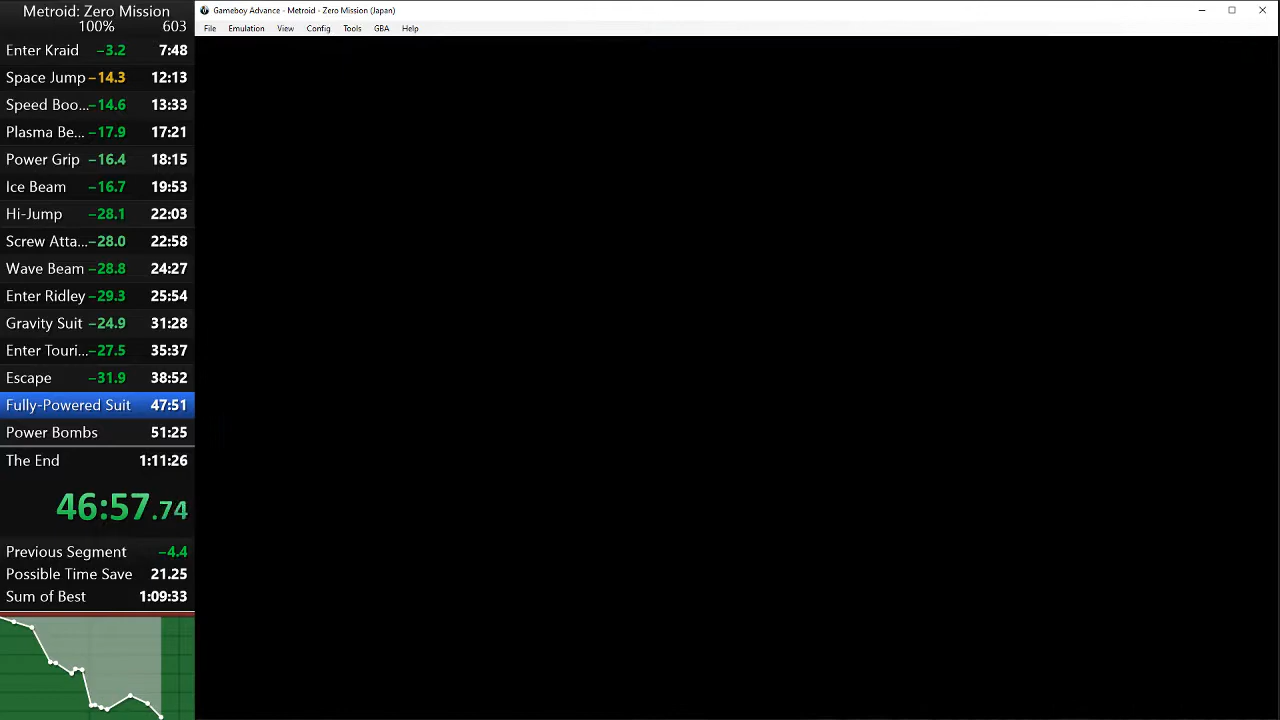 Metroid: Zero Mission
100% 603
Gameboy Advance - Metroid - Zero Mission (Japan)
File Emulation View Config Tools GBA Help
Enter Kraid −3.2 7:48
Space Jump −14.3 12:13
Speed Boo... −14.6 13:33
Plasma Be... −17.9 17:21
Power Grip −16.4 18:15
Ice Beam −16.7 19:53
Hi-Jump −28.1 22:03
Screw Atta... −28.0 22:58
Wave Beam −28.8 24:27
Enter Ridley −29.3 25:54
Gravity Suit −24.9 31:28
Enter Touri... −27.5 35:37
Escape −31.9 38:52
Fully-Powered Suit 47:51
Power Bombs 51:25
The End 1:11:26
46:57.74
Previous Segment −4.4
Possible Time Save 21.25
Sum of Best 1:09:33